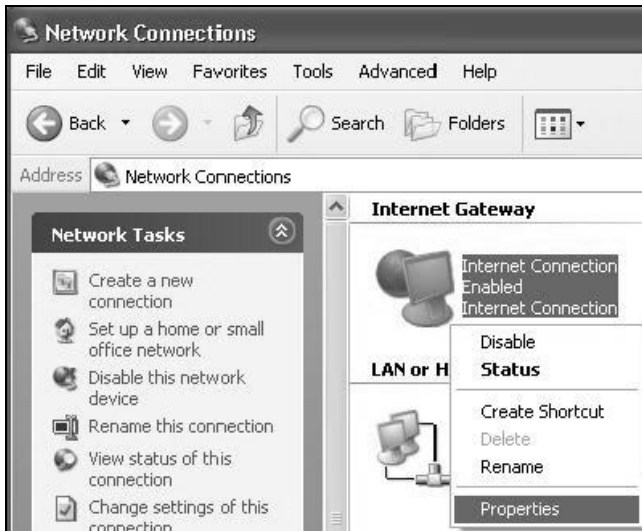 Network Connections
File Edit View Favorites Tools Advanced Help
Back Search Folders
Address Network Connections
Network Tasks
Create a new
connection
Set up a home or small
office network
Disable this network
device
Rename this connection
View status of this
connection
Change settings of this
connection
Internet Gateway
Internet Connection
Enabled
Internet Connection
LAN or H
Disable
Status
Create Shortcut
Delete
Rename
Properties